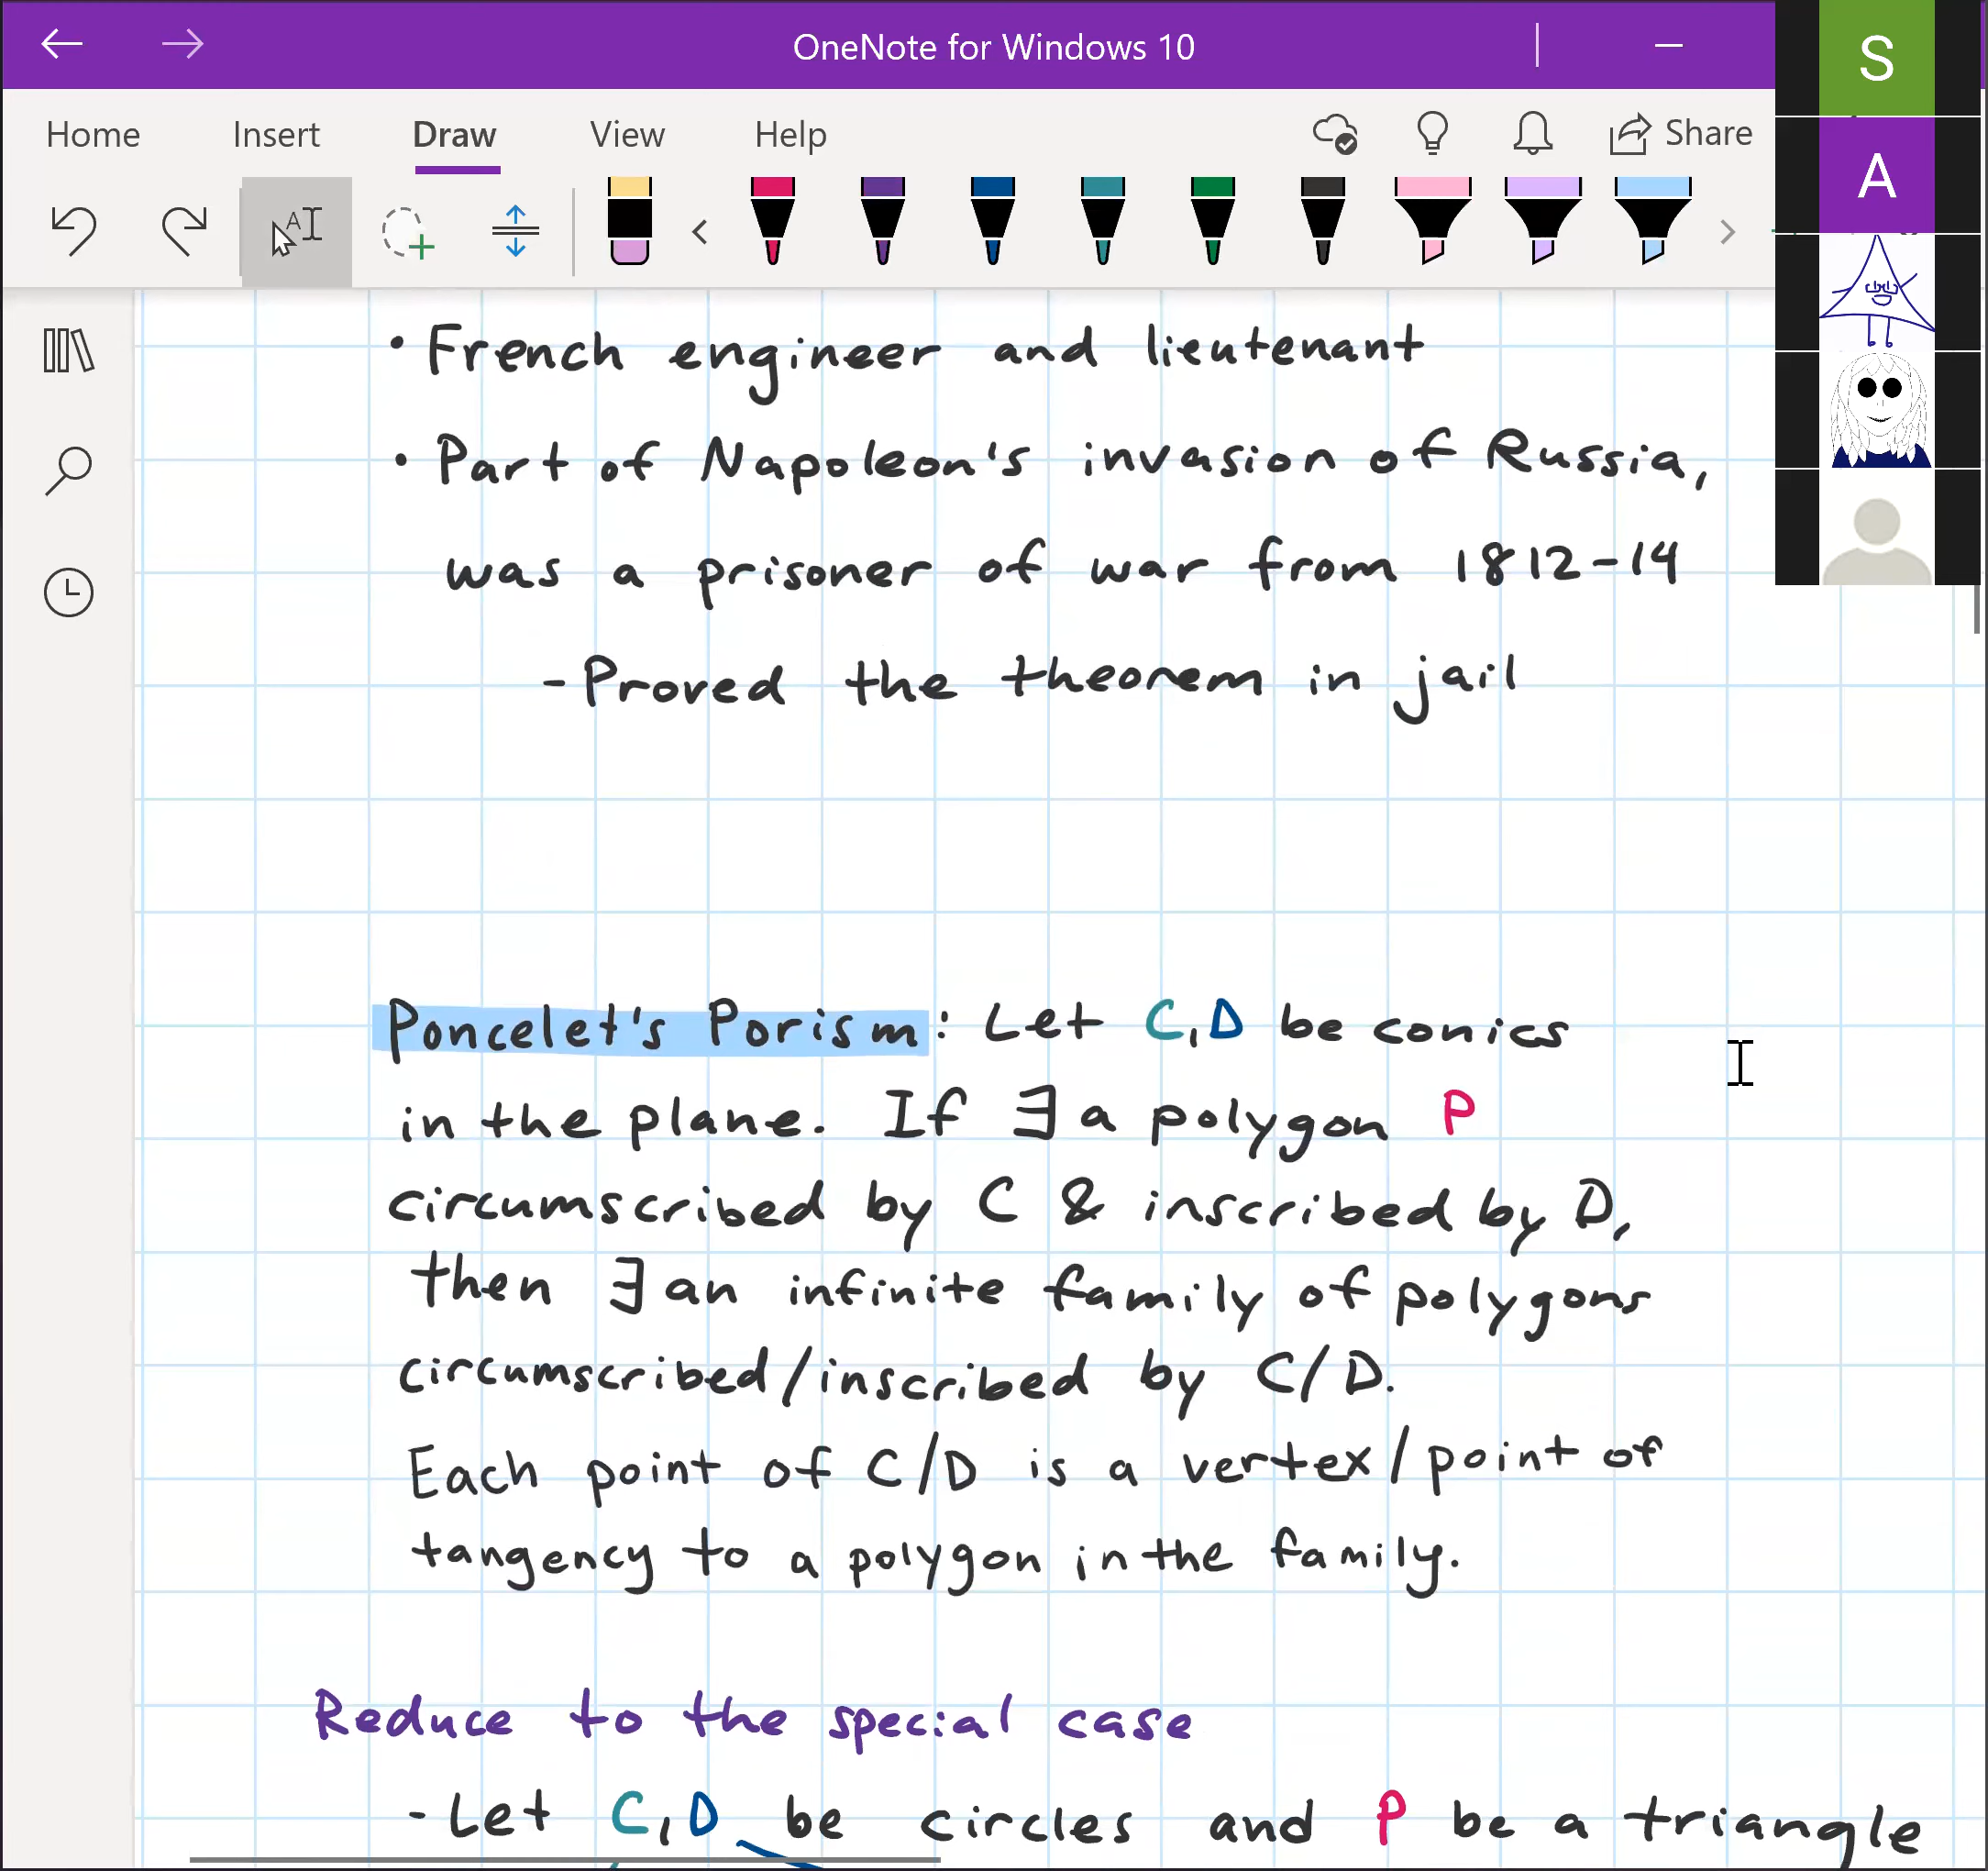 OneNote for Windows 10
S
Home Insert Draw View Help Share
A
• French engineer and lieutenant
• Part of Napoleon's invasion of Russia,
was a prisoner of war from 1812-14
- Proved the theorem in jail
Poncelet's Porism: Let C, D be conics
in the plane. If ∃ a polygon P
circumscribed by C & inscribed by D,
then ∃ an infinite family of polygons
circumscribed/inscribed by C/D.
Each point of C/D is a vertex/point of
tangency to a polygon in the family.
Reduce to the special case
- Let C, D be circles and P be a triangle